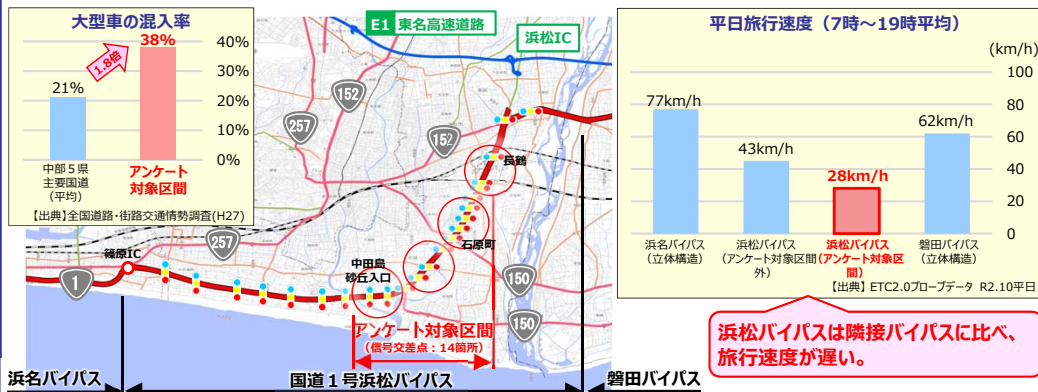 大型車の混入率
38%
1.8倍
21%
40%
30%
20%
10%
0%
中部5県
主要国道
(平均)
アンケート
対象区間
【出典】全国道路・街路交通情勢調査(H27)
E1 東名高速道路
浜松IC
152
257
152
長鶴
257
篠原IC
石原町
中田島
砂丘入口
150
150
1
アンケート対象区間
(信号交差点:14箇所)
浜名バイパス
国道1号浜松バイパス
磐田バイパス
平日旅行速度(7時~19時平均)
(km/h)
100
80
60
40
20
0
77km/h
43km/h
28km/h
62km/h
浜名バイパス
(立体構造)
浜松バイパス
(アンケート対象区間
外)
浜松バイパス
(アンケート対象区
間)
磐田バイパス
(立体構造)
【出典】ETC2.0プローブデータ R2.10平日
浜松バイパスは隣接バイパスに比べ、
旅行速度が遅い。